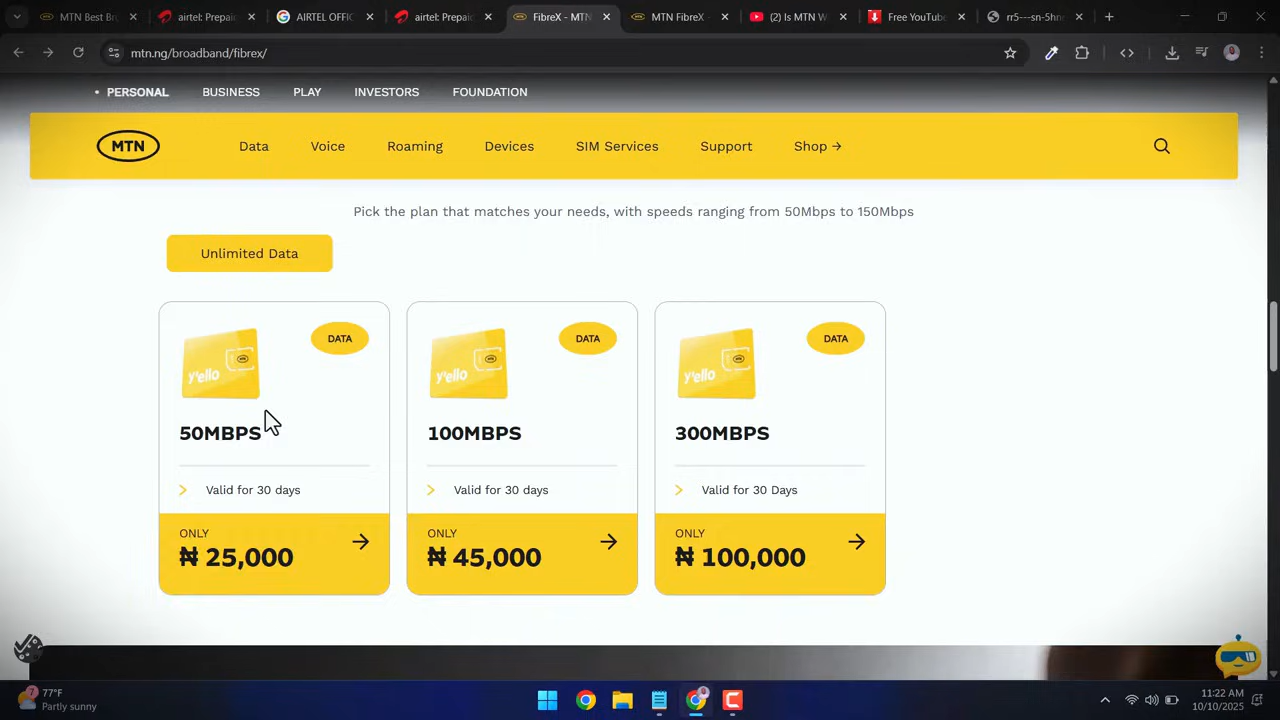 MTN Best Br
airtel: Prepai
AIRTEL OFFI
airtel: Prepai
FibreX - MTN
MTN FibreX -
(2) Is MTN W
Free YouTube
rr5---sn-5hn
mtn.ng/broadband/fibrex/
• PERSONAL BUSINESS PLAY INVESTORS FOUNDATION
MTN Data Voice Roaming Devices SIM Services Support Shop →
Pick the plan that matches your needs, with speeds ranging from 50Mbps to 150Mbps
Unlimited Data
y'ello
DATA
50MBPS
Valid for 30 days
ONLY
₦ 25,000
y'ello
DATA
100MBPS
Valid for 30 days
ONLY
₦ 45,000
y'ello
DATA
300MBPS
Valid for 30 Days
ONLY
₦ 100,000
7
77°F
Partly sunny
11:22 AM
10/10/2025